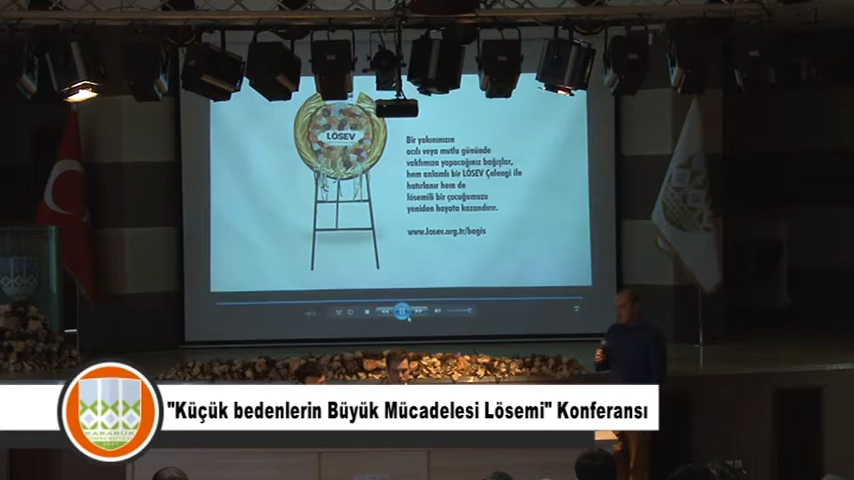 LÖSEV
Bir yakınınızın
acılı veya mutlu gününde
vakfımıza yapacağınız bağışlar,
hem anlamlı bir LÖSEV Çelengi ile
hatırlanır hem de
lösemili bir çocuğumuzu
yeniden hayata kazandırır.
www.losev.org.tr/bagis
"Küçük bedenlerin Büyük Mücadelesi Lösemi" Konferansı
KARABÜK